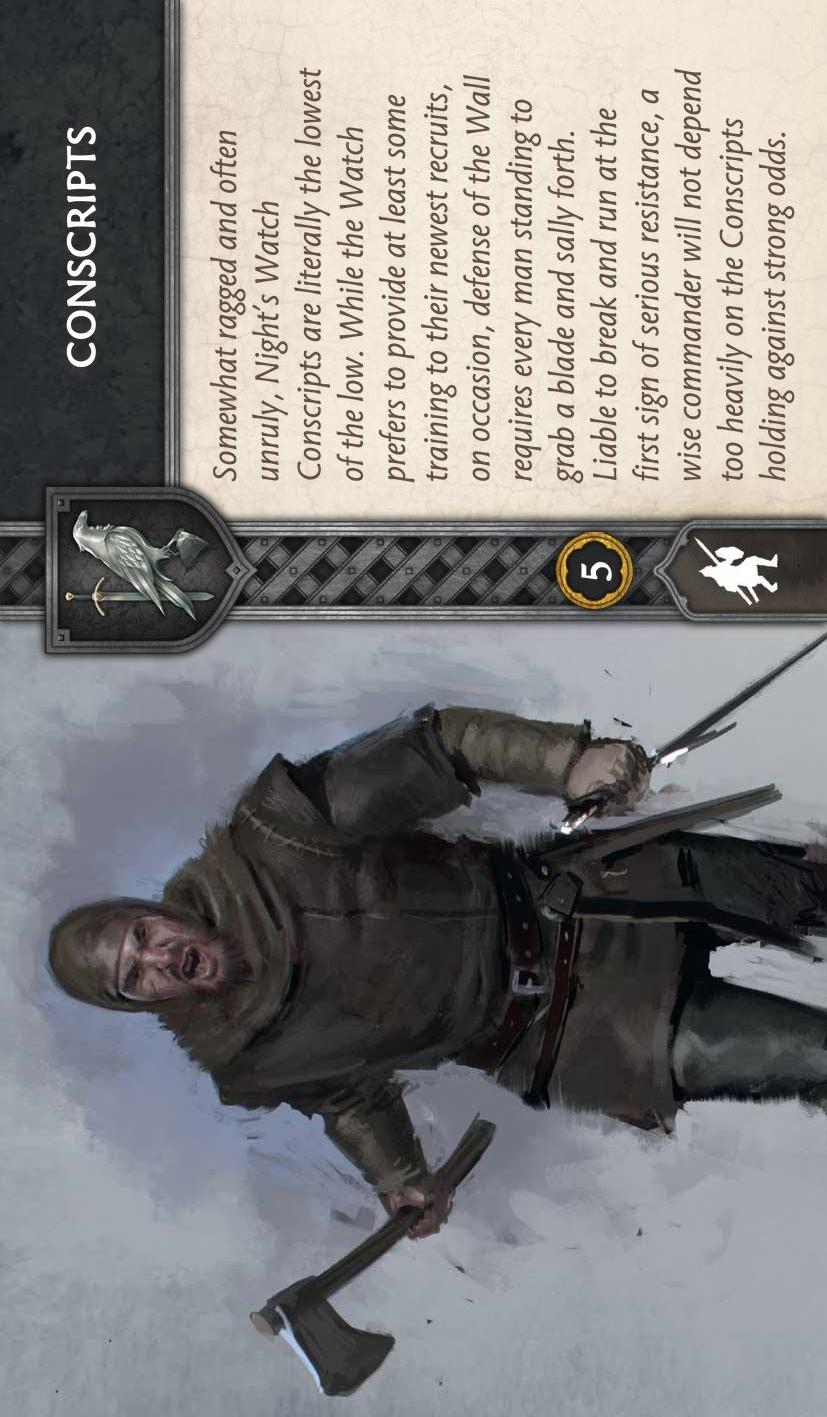 CONSCRIPTS
Somewhat ragged and often
unruly, Night's Watch
Conscripts are literally the lowest
of the low. While the Watch
prefers to provide at least some
training to their newest recruits,
on occasion, defense of the Wall
requires every man standing to
grab a blade and sally forth.
Liable to break and run at the
first sign of serious resistance, a
wise commander will not depend
too heavily on the Conscripts
holding against strong odds.
5